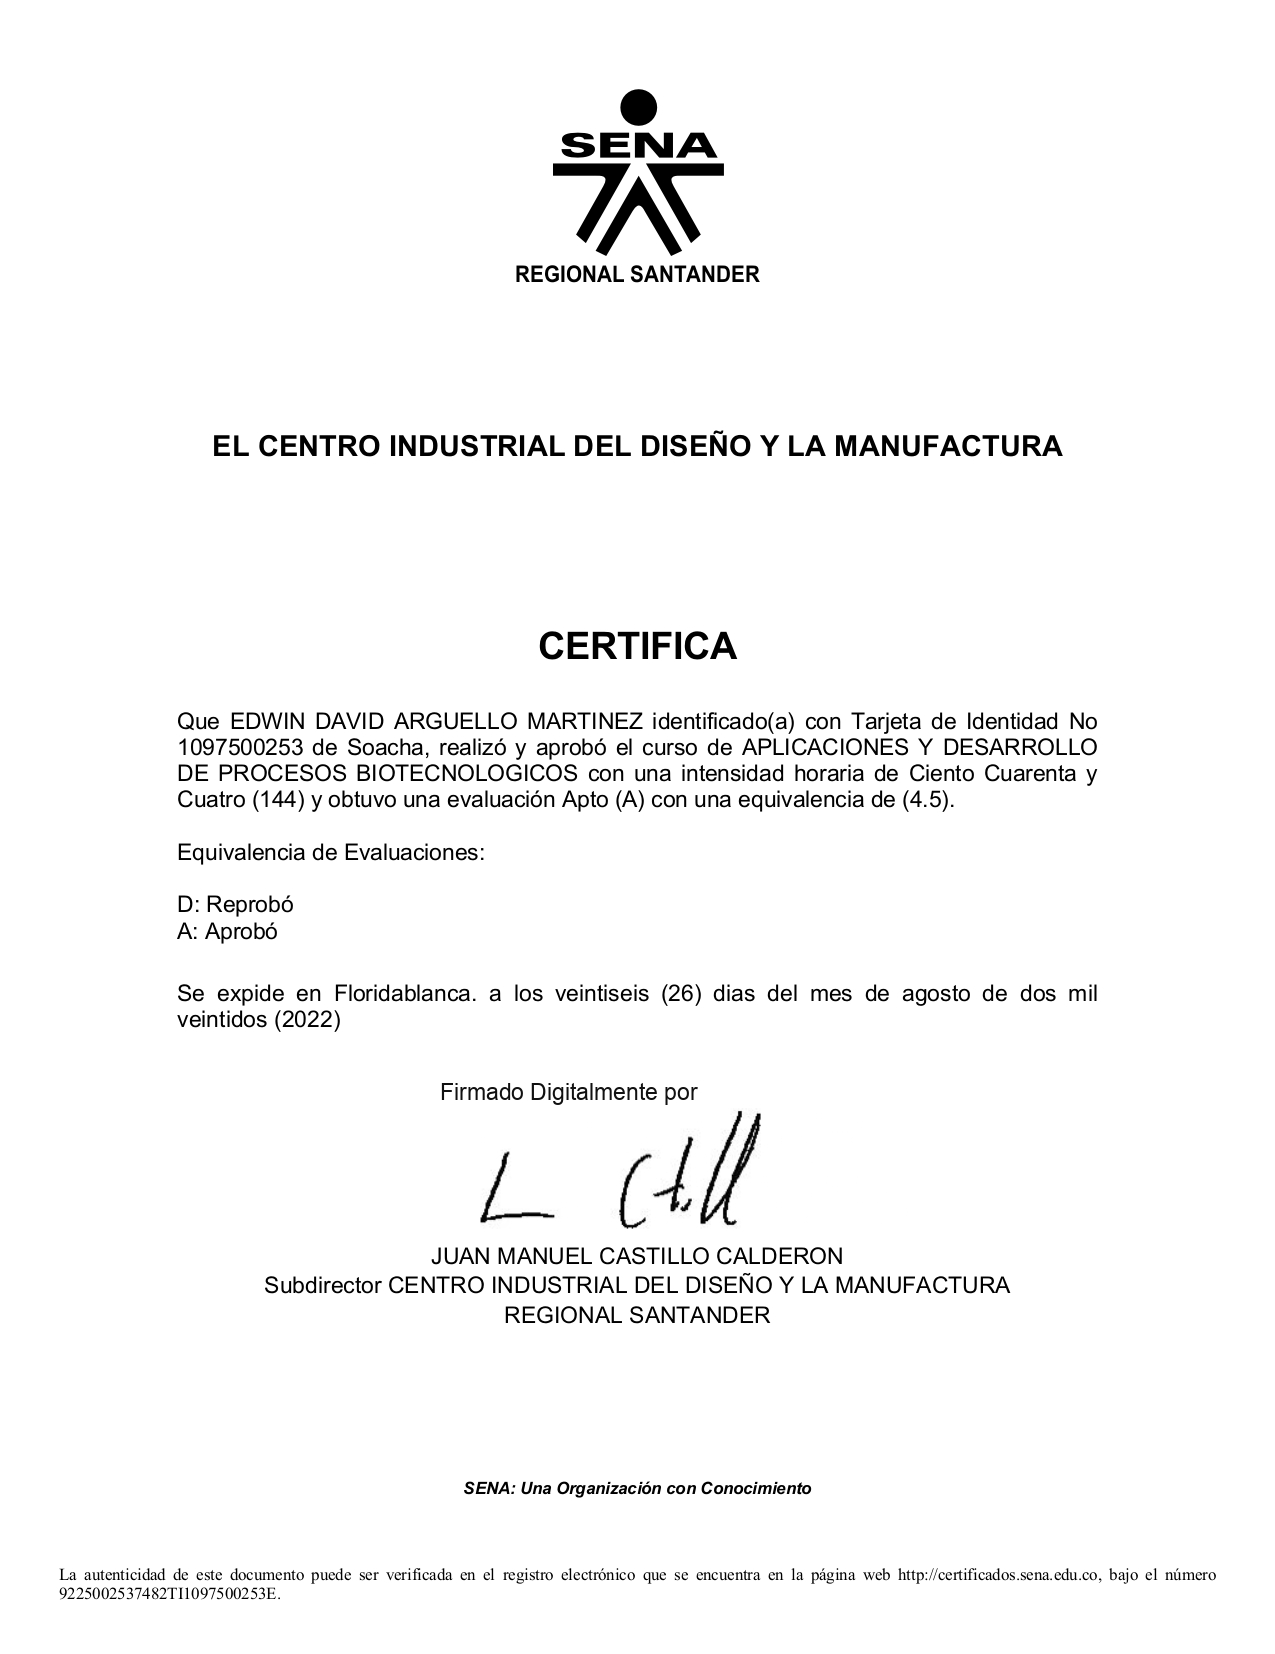 SENA
REGIONAL SANTANDER
EL CENTRO INDUSTRIAL DEL DISEÑO Y LA MANUFACTURA
CERTIFICA
Que EDWIN DAVID ARGUELLO MARTINEZ identificado(a) con Tarjeta de Identidad No
1097500253 de Soacha, realizó y aprobó el curso de APLICACIONES Y DESARROLLO
DE PROCESOS BIOTECNOLOGICOS con una intensidad horaria de Ciento Cuarenta y
Cuatro (144) y obtuvo una evaluación Apto (A) con una equivalencia de (4.5).
Equivalencia de Evaluaciones:
D: Reprobó
A: Aprobó
Se expide en Floridablanca. a los veintiseis (26) dias del mes de agosto de dos mil
veintidos (2022)
Firmado Digitalmente por
JUAN MANUEL CASTILLO CALDERON
Subdirector CENTRO INDUSTRIAL DEL DISEÑO Y LA MANUFACTURA
REGIONAL SANTANDER
SENA: Una Organización con Conocimiento
La autenticidad de este documento puede ser verificada en el registro electrónico que se encuentra en la página web http://certificados.sena.edu.co, bajo el número
9225002537482TI1097500253E.